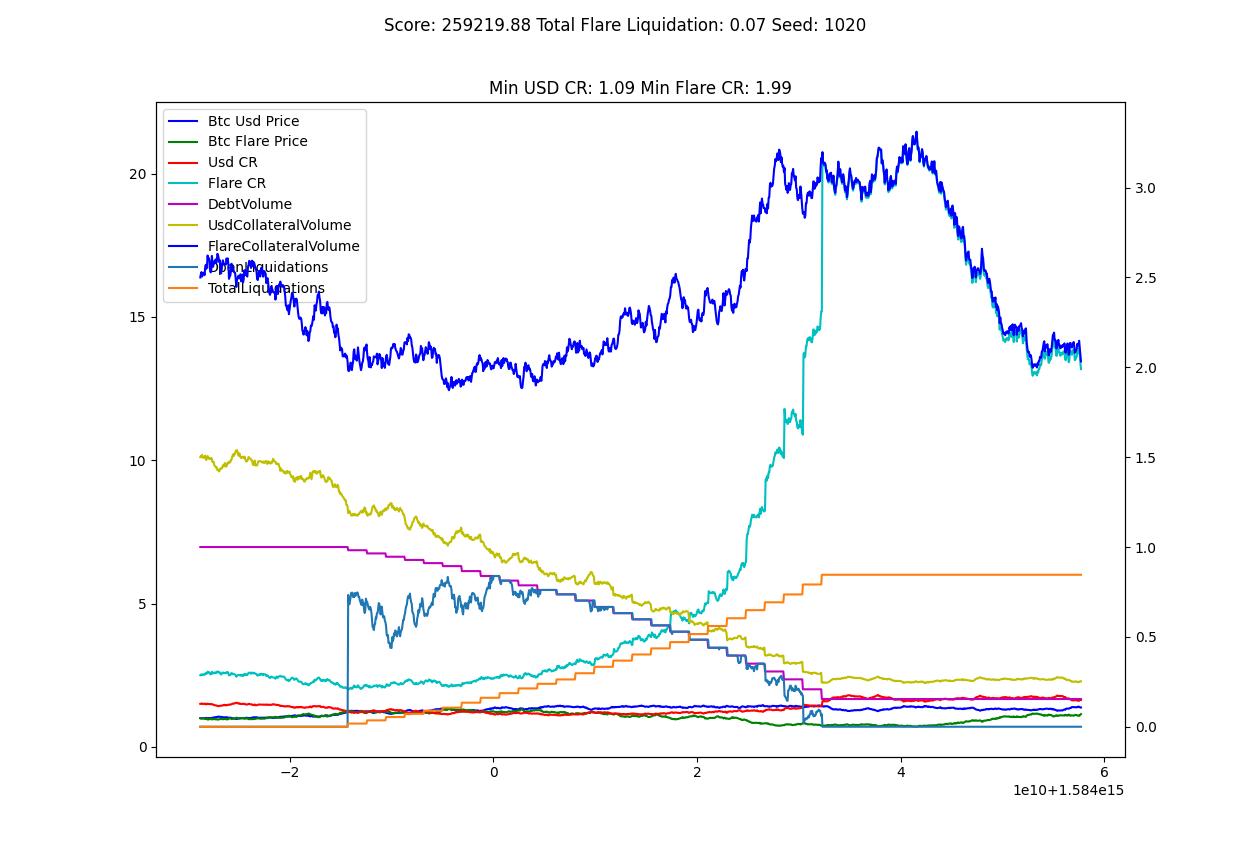 Score: 259219.88 Total Flare Liquidation: 0.07 Seed: 1020
Min USD CR: 1.09 Min Flare CR: 1.99
Btc Usd Price
Btc Flare Price
Usd CR
Flare CR
DebtVolume
UsdCollateralVolume
FlareCollateralVolume
OpenLiquidations
TotalLiquidations
20
15
10
5
0
3.0
2.5
2.0
1.5
1.0
0.5
0.0
−2 0 2 4 6
1e10+1.584e15